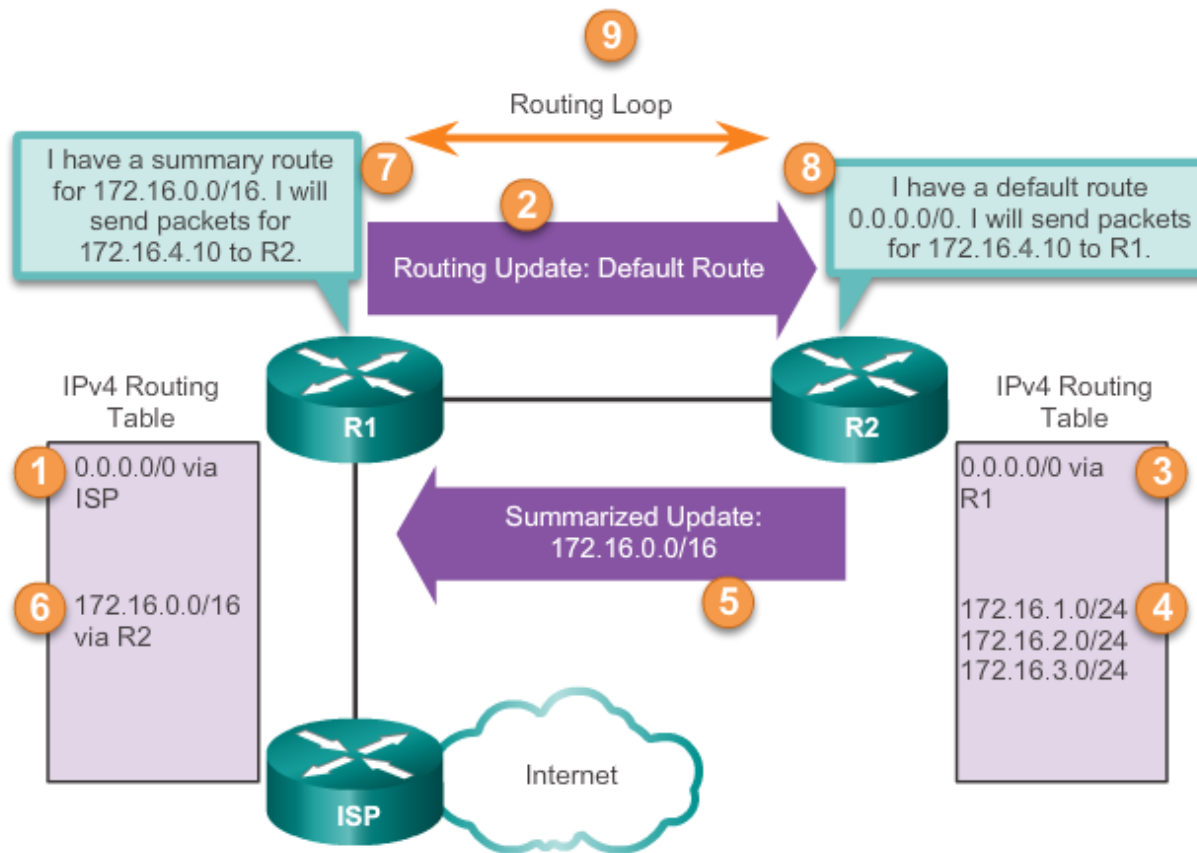 9
Routing Loop
7
I have a summary route
for 172.16.0.0/16. I will
send packets for
172.16.4.10 to R2.
8
I have a default route
0.0.0.0/0. I will send packets
for 172.16.4.10 to R1.
2
Routing Update: Default Route
IPv4 Routing
Table
R1
R2
IPv4 Routing
Table
1
0.0.0.0/0 via
ISP
6
172.16.0.0/16
via R2
Summarized Update:
172.16.0.0/16
5
0.0.0.0/0 via
R1
3
172.16.1.0/24
172.16.2.0/24
172.16.3.0/24
4
ISP
Internet